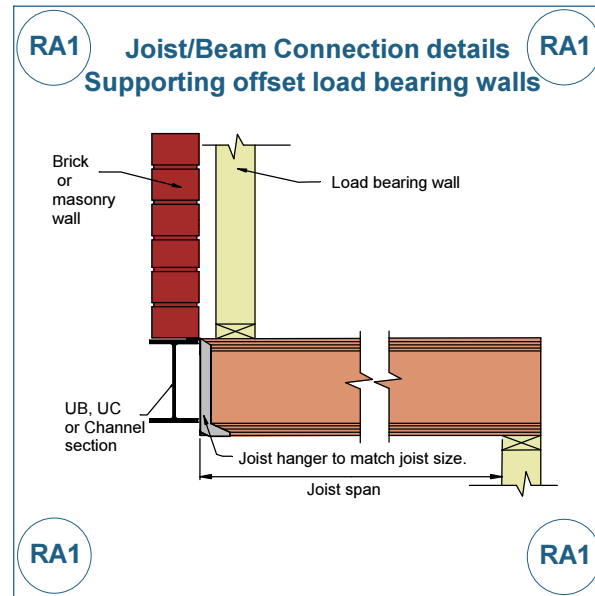 RA1
Joist/Beam Connection details
RA1
Supporting offset load bearing walls
Brick
or
masonry
wall
Load bearing wall
UB, UC
or Channel
section
Joist hanger to match joist size.
Joist span
RA1
RA1